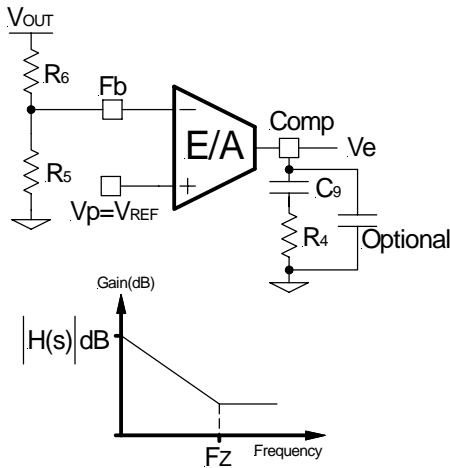 VOUT
R6
Fb
R5
E/A
−
+
Vp=VREF
Comp
Ve
C9
R4
Optional
Gain(dB)
|H(s)|dB
Fz
Frequency